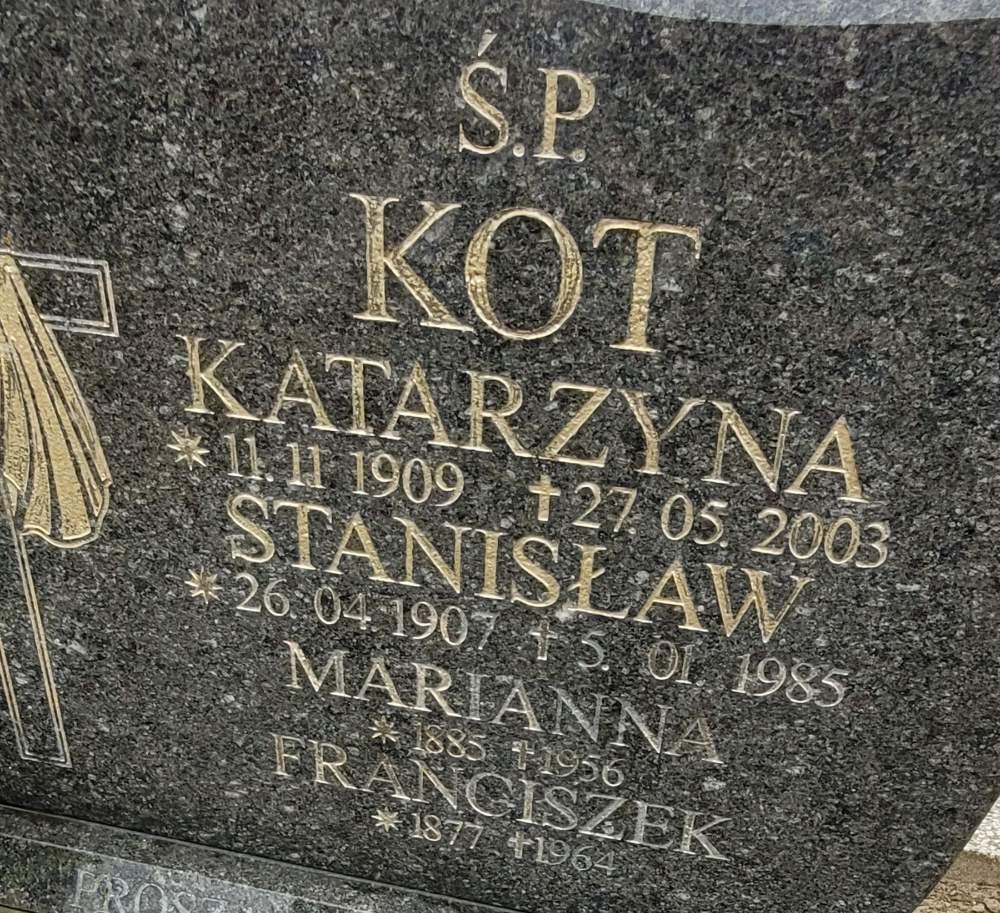 Ś.P.
KOT
KATARZYNA
* 11. 11 1909 † 27. 05. 2003
STANISŁAW
* 26. 04. 1907 † 5. 01. 1985
MARIANNA
* 1885 † 1956
FRANCISZEK
* 1877 † 1964